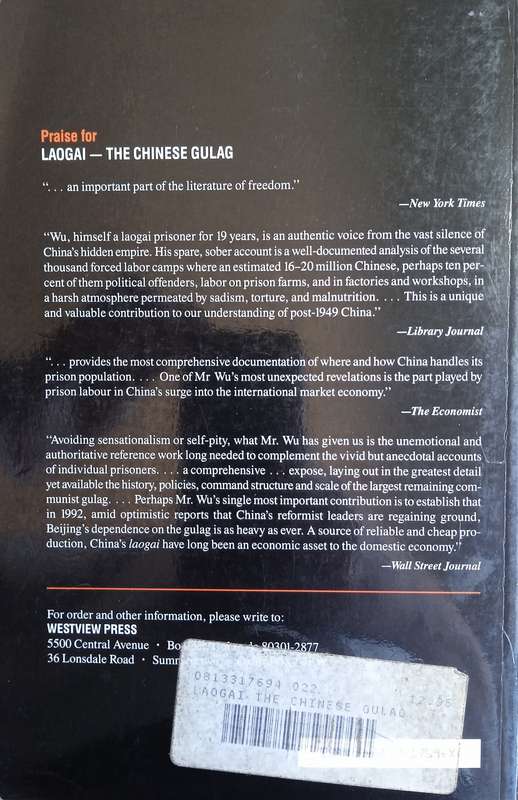 Praise for
LAOGAI — THE CHINESE GULAG
“. . . an important part of the literature of freedom.”
—New York Times
“Wu, himself a laogai prisoner for 19 years, is an authentic voice from the vast silence of
China's hidden empire. His spare, sober account is a well-documented analysis of the several
thousand forced labor camps where an estimated 16–20 million Chinese, perhaps ten per-
cent of them political offenders, labor on prison farms, and in factories and workshops, in
a harsh atmosphere permeated by sadism, torture, and malnutrition. . . . This is a unique
and valuable contribution to our understanding of post-1949 China.”
—Library Journal
“. . . provides the most comprehensive documentation of where and how China handles its
prison population. . . . One of Mr Wu's most unexpected revelations is the part played by
prison labour in China's surge into the international market economy.”
—The Economist
“Avoiding sensationalism or self-pity, what Mr. Wu has given us is the unemotional and
authoritative reference work long needed to complement the vivid but anecdotal accounts
of individual prisoners. . . . a comprehensive . . . expose, laying out in the greatest detail
yet available the history, policies, command structure and scale of the largest remaining com-
munist gulag. . . . Perhaps Mr. Wu's single most important contribution is to establish that
in 1992, amid optimistic reports that China's reformist leaders are regaining ground,
Beijing's dependence on the gulag is as heavy as ever. A source of reliable and cheap pro-
duction, China's laogai have long been an economic asset to the domestic economy.”
—Wall Street Journal
For order and other information, please write to:
WESTVIEW PRESS
5500 Central Avenue • 80301-2877
36 Lonsdale Road •
0813317694 022
LAOGAI THE CHINESE GULAG